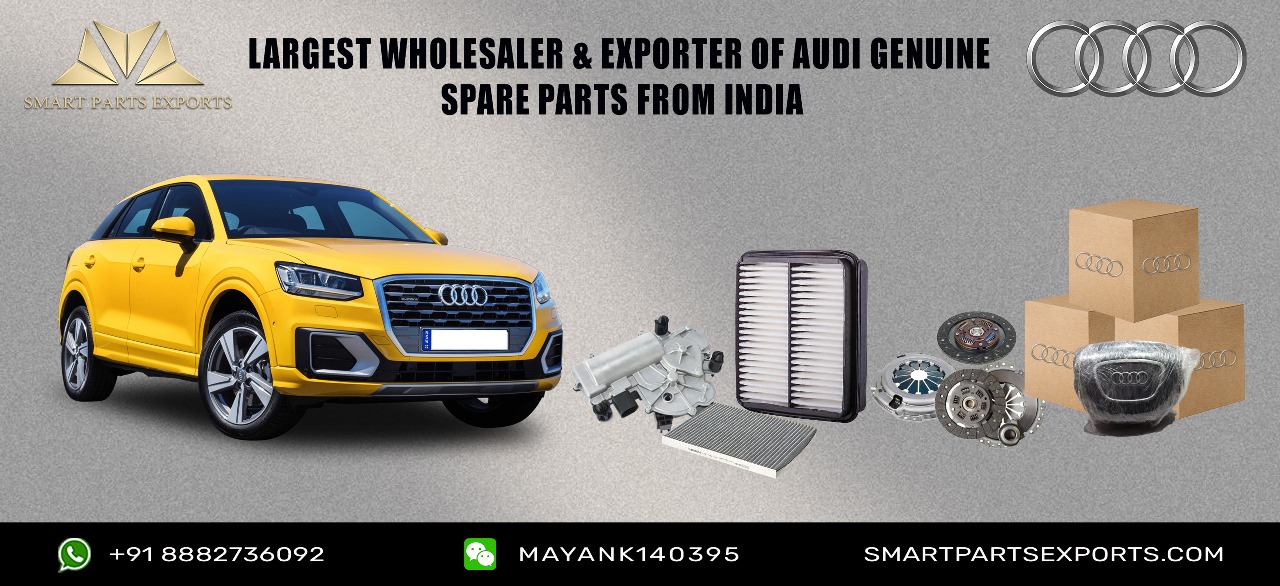 SMART PARTS EXPORTS
LARGEST WHOLESALER & EXPORTER OF AUDI GENUINE
SPARE PARTS FROM INDIA
+91 8882736092
MAYANK140395
SMARTPARTSEXPORTS.COM